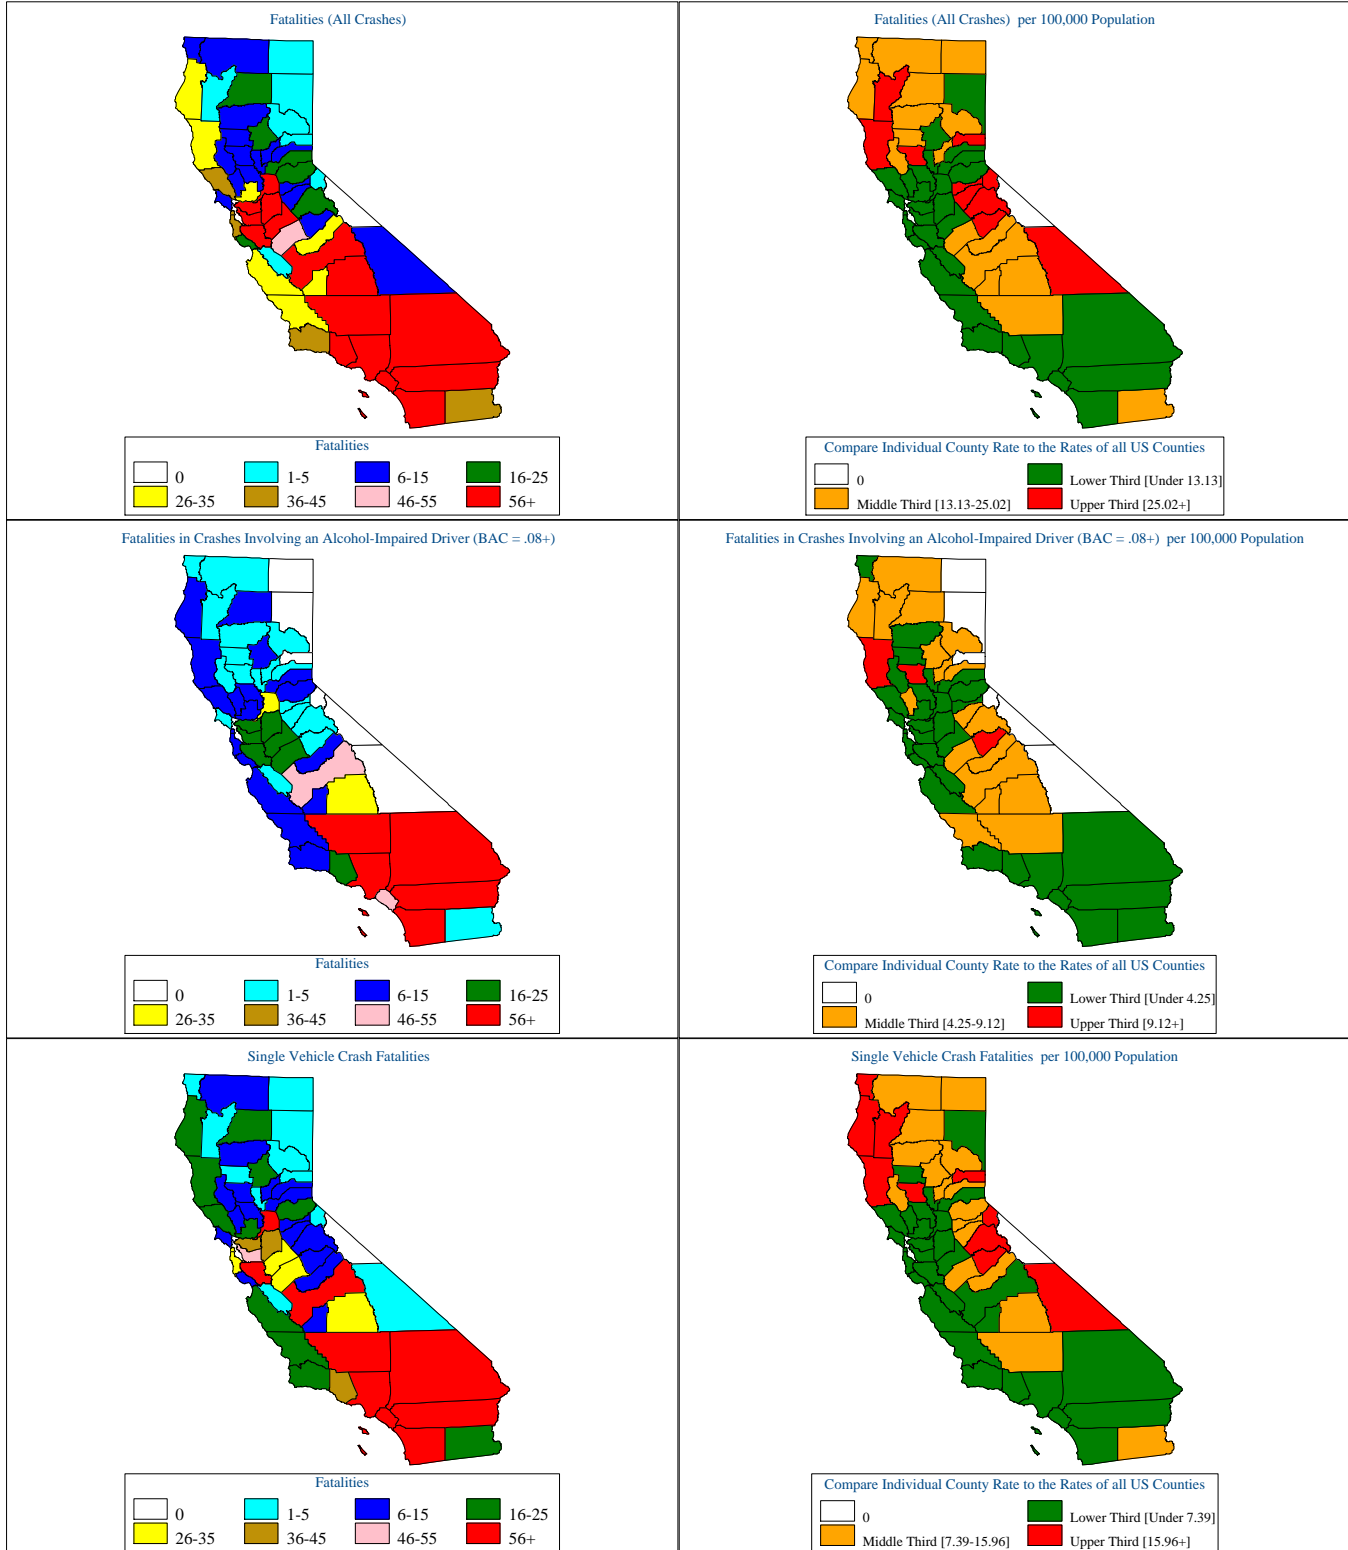 Fatalities (All Crashes)
Fatalities
0
1-5
6-15
16-25
26-35
36-45
46-55
56+
Fatalities (All Crashes) per 100,000 Population
Compare Individual County Rate to the Rates of all US Counties
0
Lower Third [Under 13.13]
Middle Third [13.13-25.02]
Upper Third [25.02+]
Fatalities in Crashes Involving an Alcohol-Impaired Driver (BAC = .08+)
Fatalities
0
1-5
6-15
16-25
26-35
36-45
46-55
56+
Fatalities in Crashes Involving an Alcohol-Impaired Driver (BAC = .08+) per 100,000 Population
Compare Individual County Rate to the Rates of all US Counties
0
Lower Third [Under 4.25]
Middle Third [4.25-9.12]
Upper Third [9.12+]
Single Vehicle Crash Fatalities
Fatalities
0
1-5
6-15
16-25
26-35
36-45
46-55
56+
Single Vehicle Crash Fatalities per 100,000 Population
Compare Individual County Rate to the Rates of all US Counties
0
Lower Third [Under 7.39]
Middle Third [7.39-15.96]
Upper Third [15.96+]